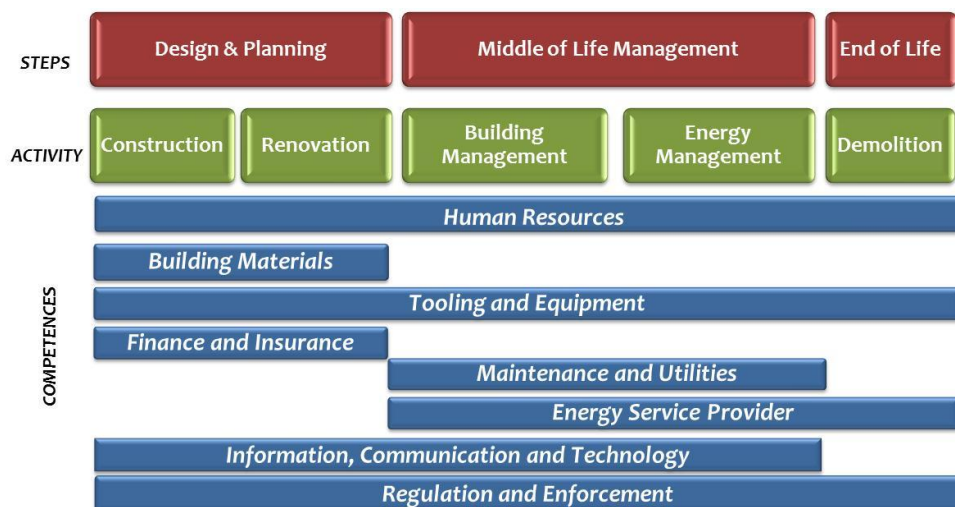 STEPS
Design & Planning
Middle of Life Management
End of Life
ACTIVITY
Construction
Renovation
Building
Management
Energy
Management
Demolition
COMPETENCES
Human Resources
Building Materials
Tooling and Equipment
Finance and Insurance
Maintenance and Utilities
Energy Service Provider
Information, Communication and Technology
Regulation and Enforcement